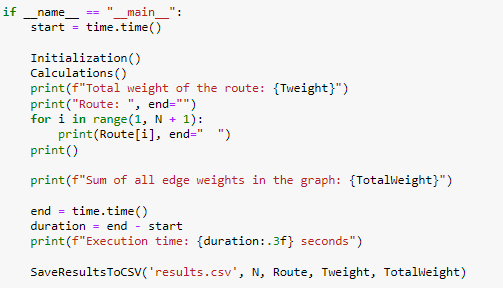 if __name__ == "__main__":
    start = time.time()

    Initialization()
    Calculations()
    print(f"Total weight of the route: {Tweight}")
    print("Route: ", end="")
    for i in range(1, N + 1):
        print(Route[i], end="  ")
    print()

    print(f"Sum of all edge weights in the graph: {TotalWeight}")

    end = time.time()
    duration = end - start
    print(f"Execution time: {duration:.3f} seconds")

    SaveResultsToCSV('results.csv', N, Route, Tweight, TotalWeight)